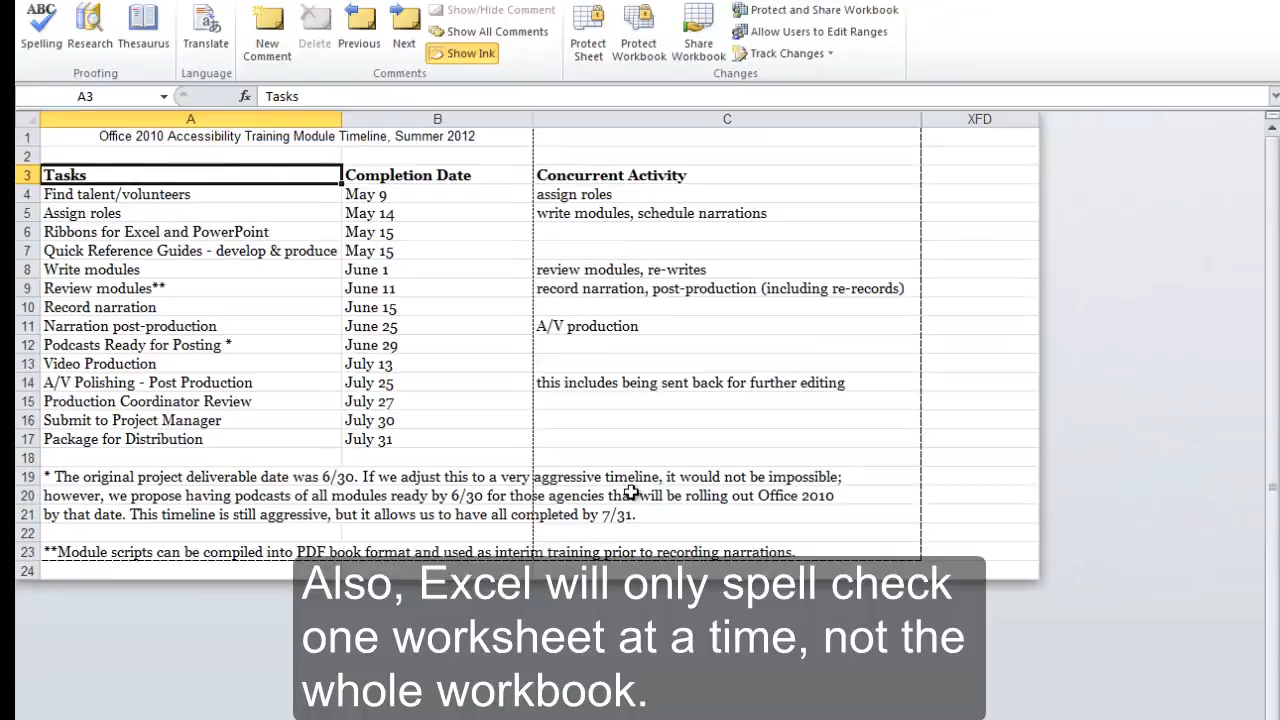 ABC
Spelling Research Thesaurus
Proofing
Translate
Language
New Comment
Delete Previous Next
Show/Hide Comment
Show All Comments
Show Ink
Comments
Protect Sheet
Protect Workbook
Share Workbook
Protect and Share Workbook
Allow Users to Edit Ranges
Track Changes
Changes
A3 fx Tasks
A B C XFD
1 Office 2010 Accessibility Training Module Timeline, Summer 2012
2
3 Tasks Completion Date Concurrent Activity
4 Find talent/volunteers May 9 assign roles
5 Assign roles May 14 write modules, schedule narrations
6 Ribbons for Excel and PowerPoint May 15
7 Quick Reference Guides - develop & produce May 15
8 Write modules June 1 review modules, re-writes
9 Review modules** June 11 record narration, post-production (including re-records)
10 Record narration June 15
11 Narration post-production June 25 A/V production
12 Podcasts Ready for Posting * June 29
13 Video Production July 13
14 A/V Polishing - Post Production July 25 this includes being sent back for further editing
15 Production Coordinator Review July 27
16 Submit to Project Manager July 30
17 Package for Distribution July 31
18
19 * The original project deliverable date was 6/30. If we adjust this to a very aggressive timeline, it would not be impossible;
20 however, we propose having podcasts of all modules ready by 6/30 for those agencies that will be rolling out Office 2010
21 by that date. This timeline is still aggressive, but it allows us to have all completed by 7/31.
22
23 **Module scripts can be compiled into PDF book format and used as interim training prior to recording narrations.
24
Also, Excel will only spell check
one worksheet at a time, not the
whole workbook.